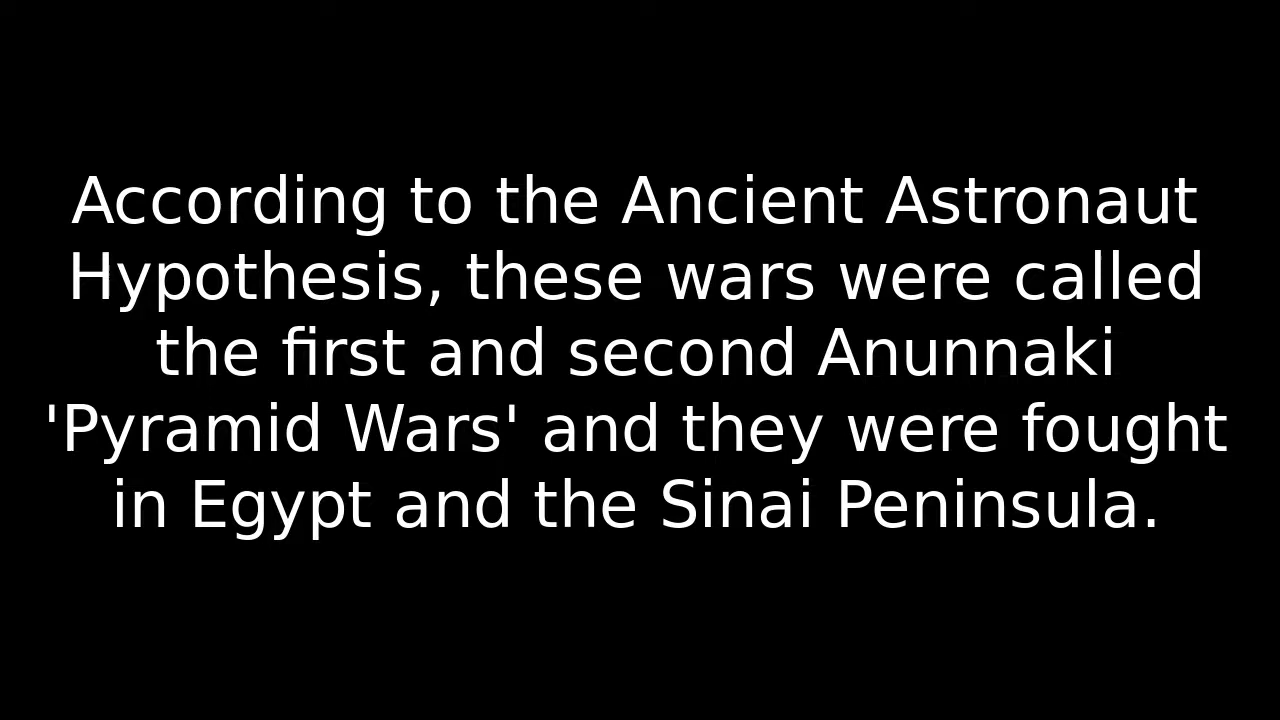 According to the Ancient Astronaut
Hypothesis, these wars were called
the first and second Anunnaki
'Pyramid Wars' and they were fought
in Egypt and the Sinai Peninsula.